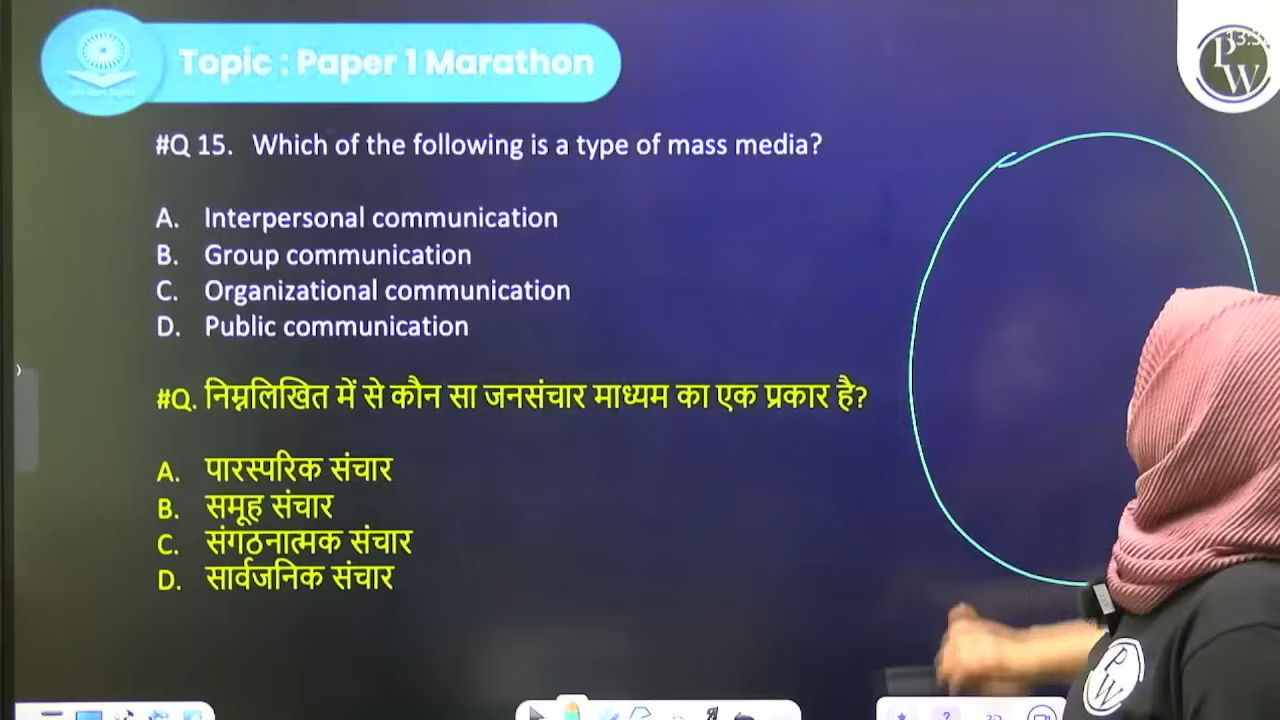 Topic : Paper 1 Marathon
#Q 15. Which of the following is a type of mass media?
A. Interpersonal communication
B. Group communication
C. Organizational communication
D. Public communication
#Q. निम्नलिखित में से कौन सा जनसंचार माध्यम का एक प्रकार है?
A. पारस्परिक संचार
B. समूह संचार
C. संगठनात्मक संचार
D. सार्वजनिक संचार
PW
PW